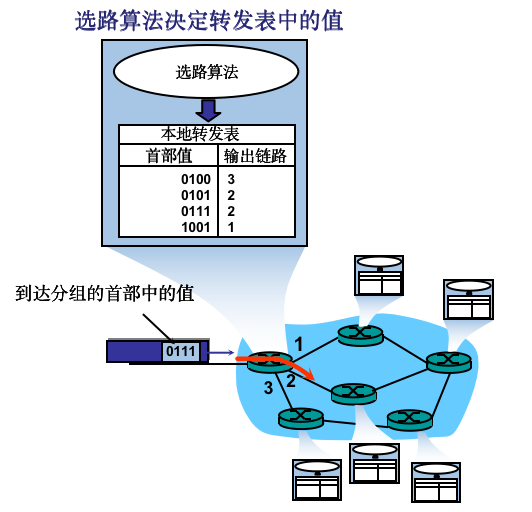 选路算法决定转发表中的值
选路算法
本地转发表
首部值 输出链路
0100 3
0101 2
0111 2
1001 1
到达分组的首部中的值
0111
1
2
3